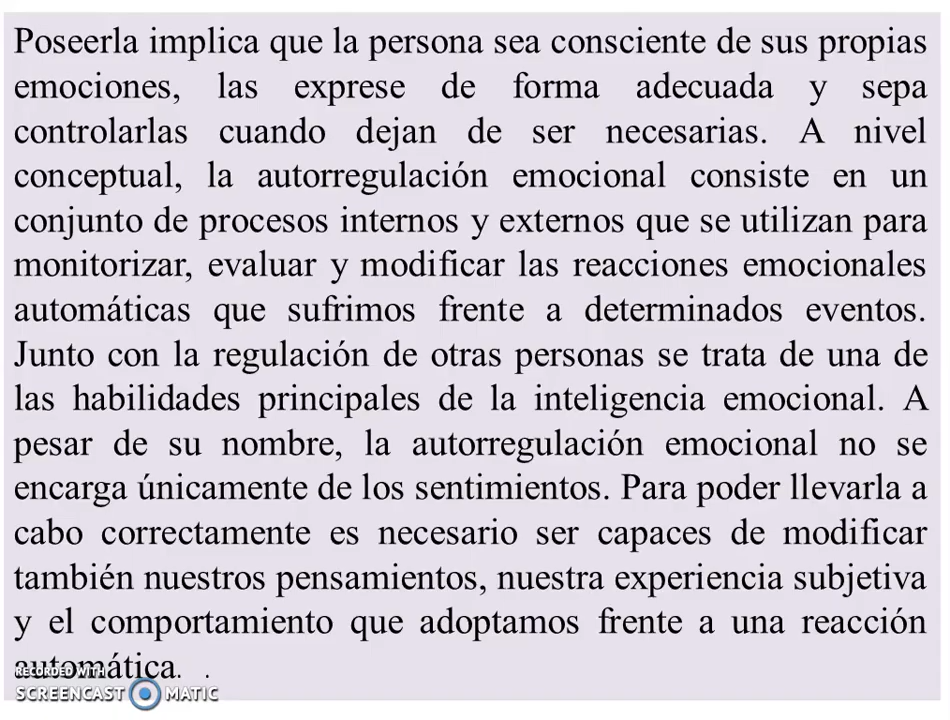 Poseerla implica que la persona sea consciente de sus propias
emociones, las exprese de forma adecuada y sepa
controlarlas cuando dejan de ser necesarias. A nivel
conceptual, la autorregulación emocional consiste en un
conjunto de procesos internos y externos que se utilizan para
monitorizar, evaluar y modificar las reacciones emocionales
automáticas que sufrimos frente a determinados eventos.
Junto con la regulación de otras personas se trata de una de
las habilidades principales de la inteligencia emocional. A
pesar de su nombre, la autorregulación emocional no se
encarga únicamente de los sentimientos. Para poder llevarla a
cabo correctamente es necesario ser capaces de modificar
también nuestros pensamientos, nuestra experiencia subjetiva
y el comportamiento que adoptamos frente a una reacción
automática. .
RECORDED WITH
SCREENCAST MATIC